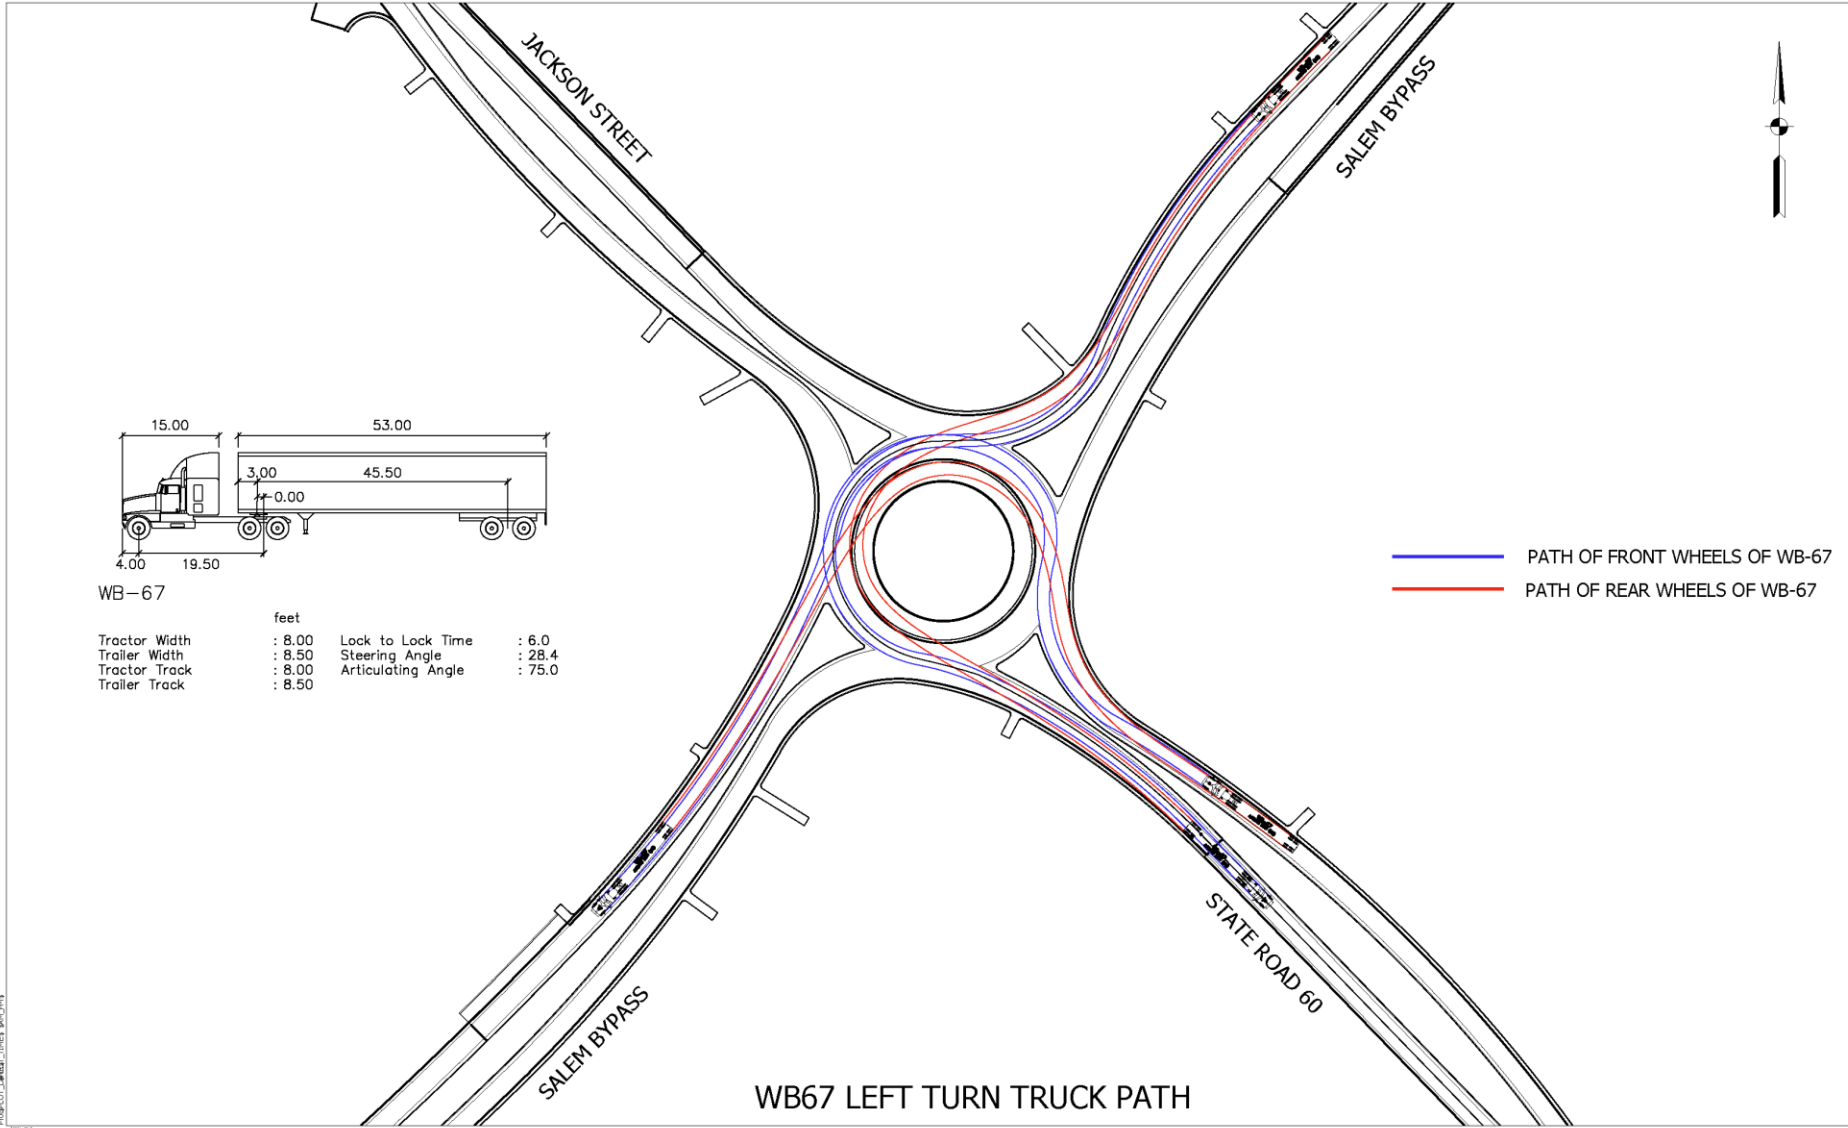 JACKSON STREET
SALEM BYPASS
15.00
53.00
3.00
45.50
0.00
4.00
19.50
WB-67
feet
Tractor Width : 8.00 Lock to Lock Time : 6.0
Trailer Width : 8.50 Steering Angle : 28.4
Tractor Track : 8.00 Articulating Angle : 75.0
Trailer Track : 8.50
PATH OF FRONT WHEELS OF WB-67
PATH OF REAR WHEELS OF WB-67
STATE ROAD 60
SALEM BYPASS
WB67 LEFT TURN TRUCK PATH